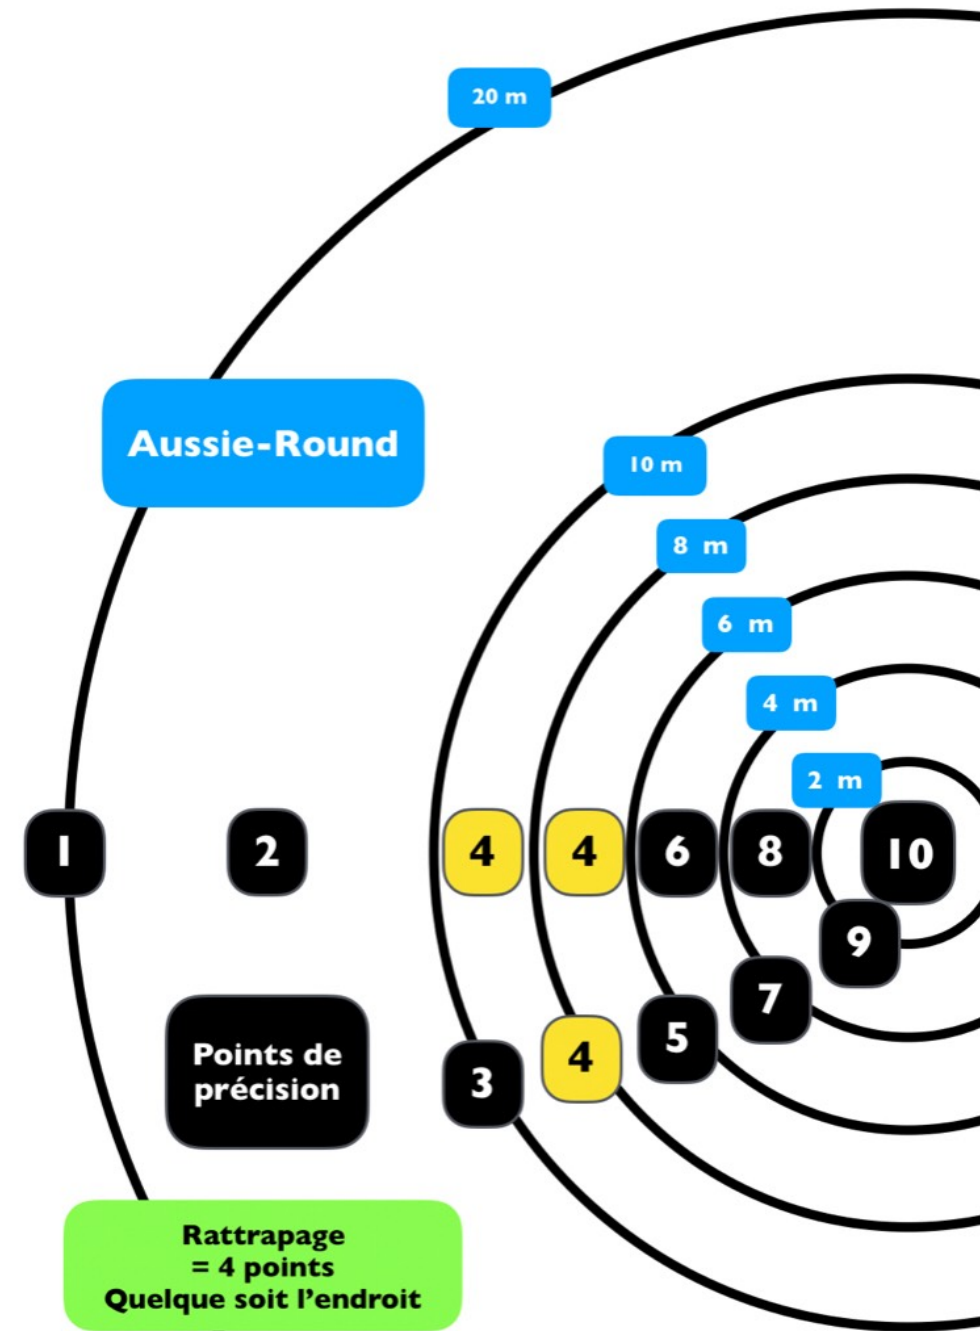 20 m
Aussie-Round
10 m
8 m
6 m
4 m
2 m
1 2 4 4 6 8 10
9
7
5
4
3
Points de
précision
Rattrapage
= 4 points
Quelque soit l'endroit